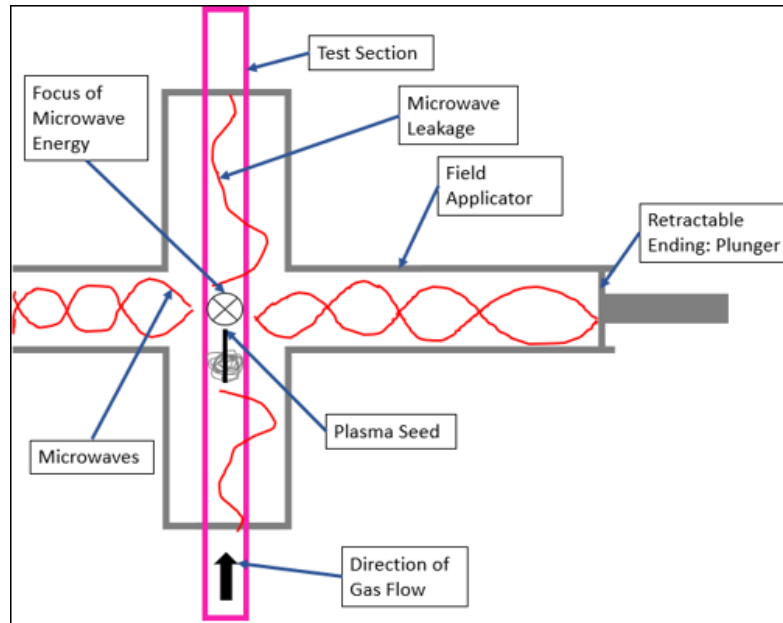 Test Section
Focus of
Microwave
Energy
Microwave
Leakage
Field
Applicator
Retractable
Ending: Plunger
Microwaves
Plasma Seed
Direction of
Gas Flow